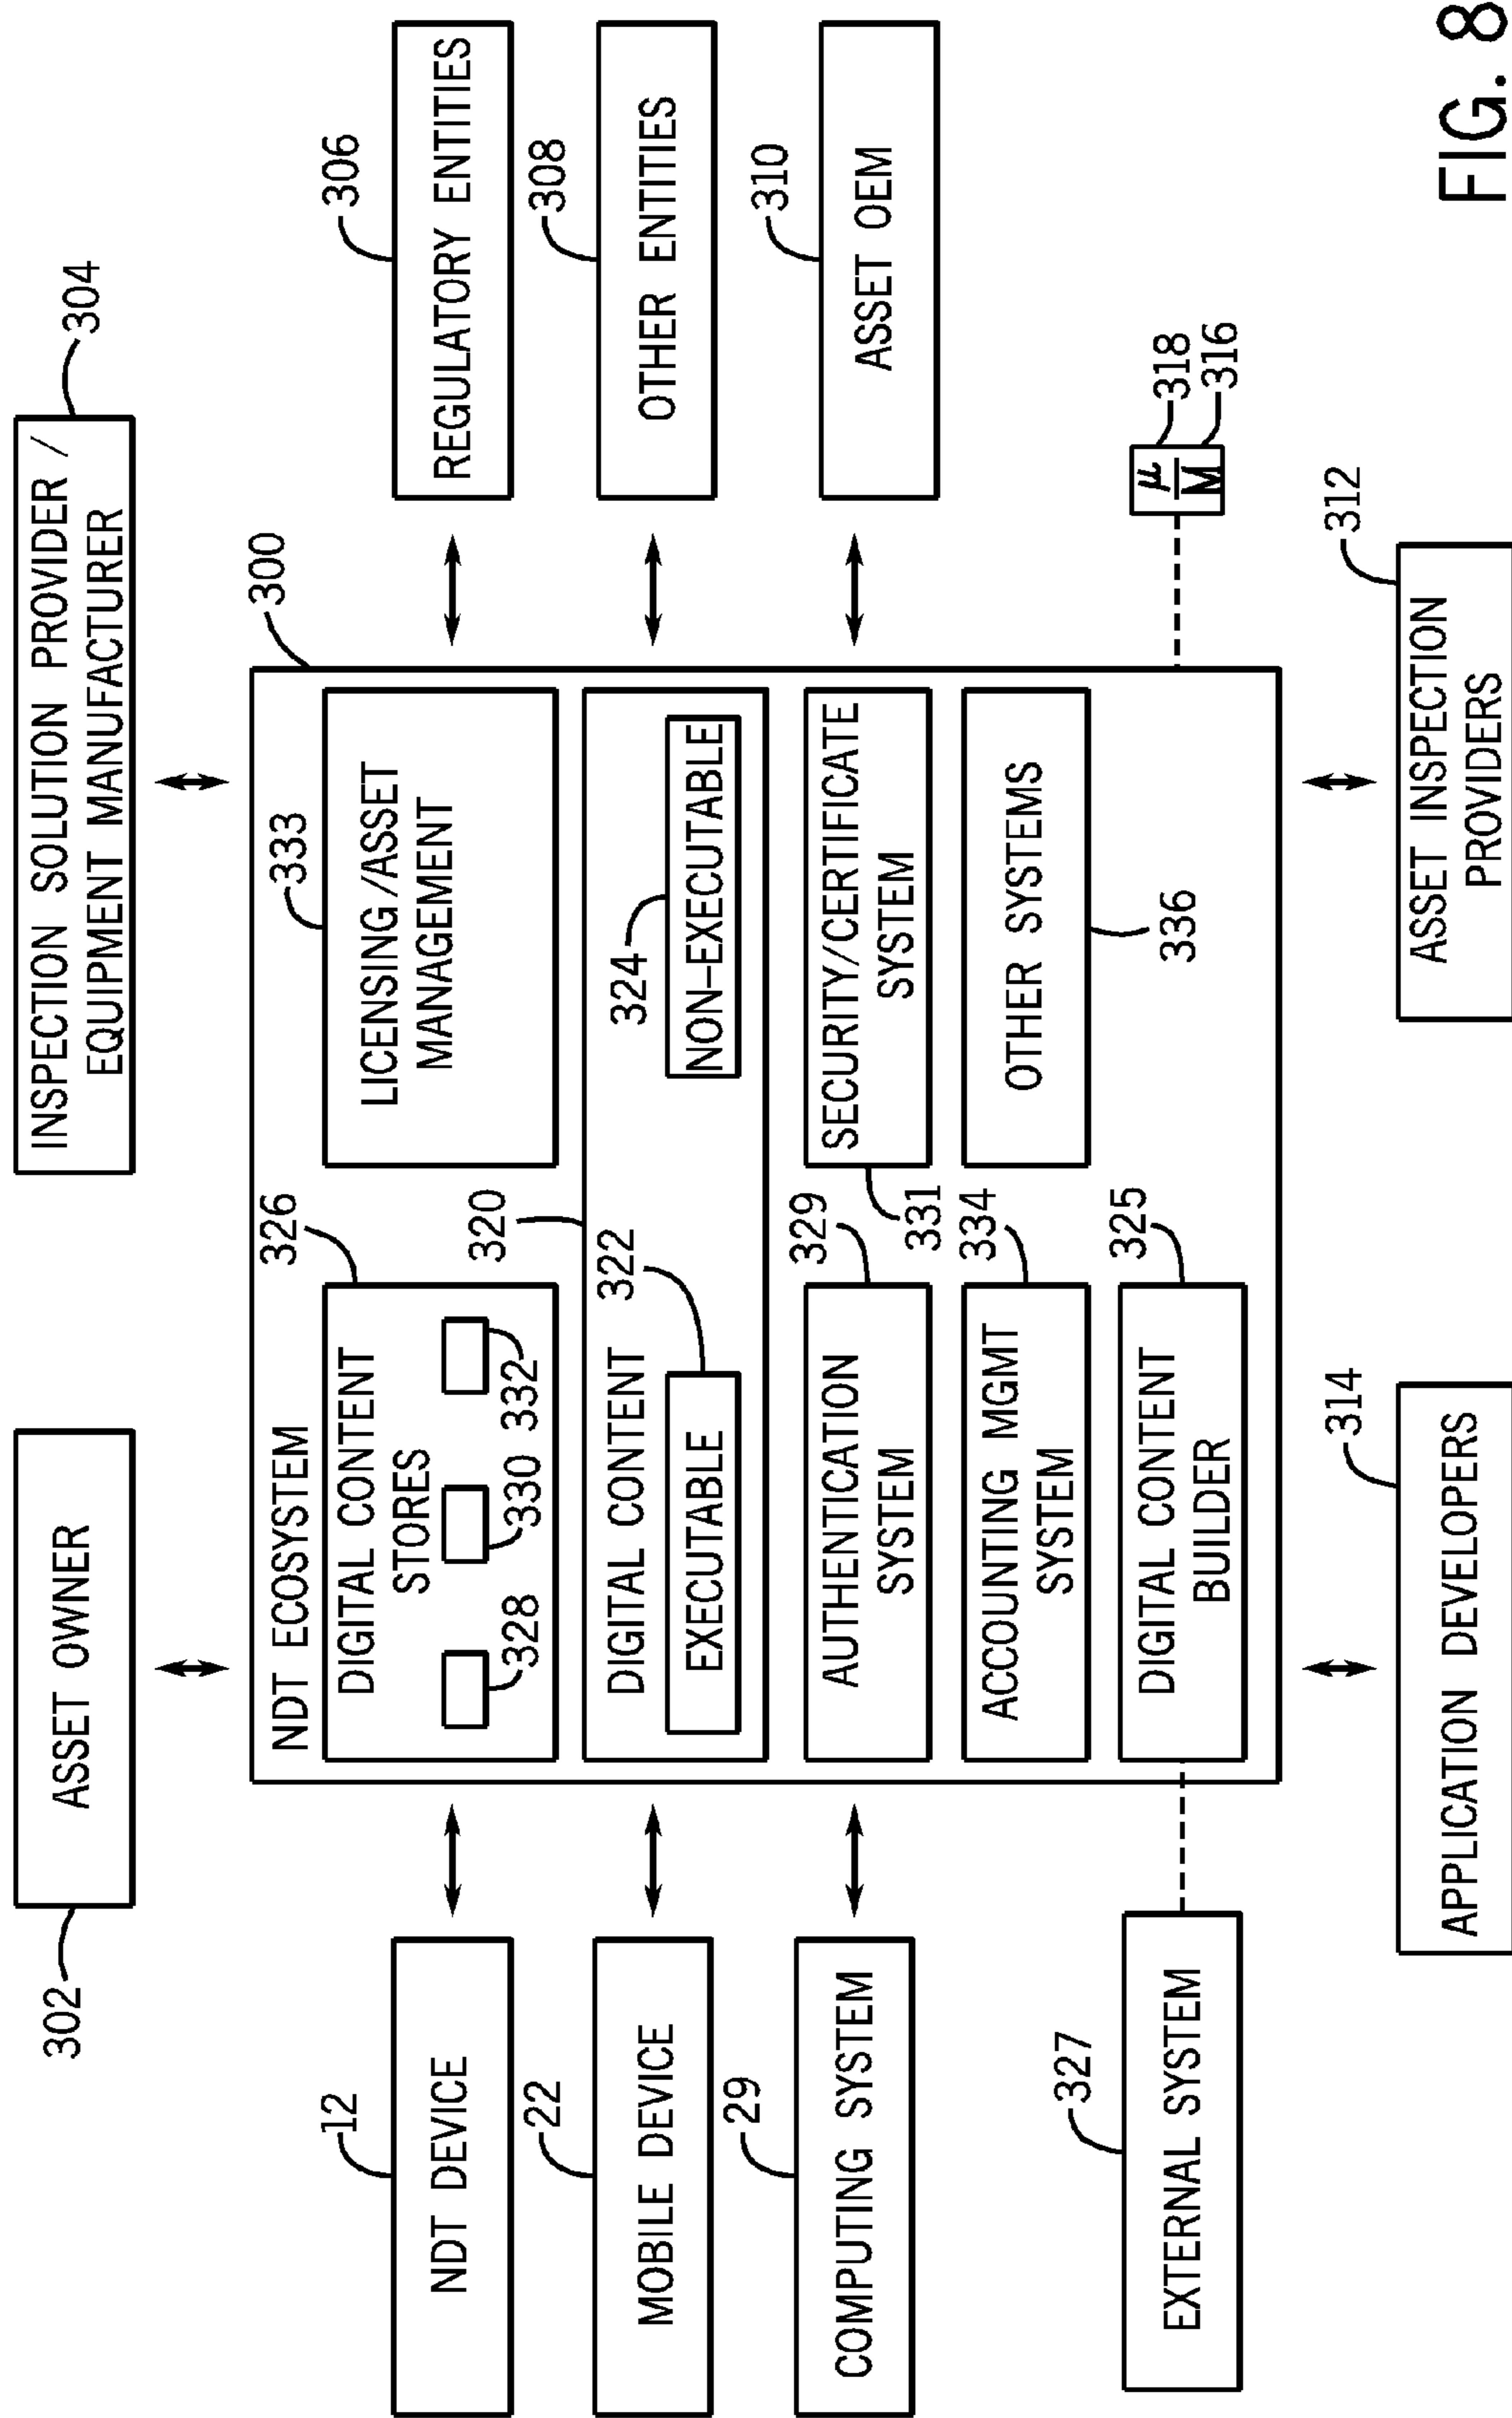 302
ASSET OWNER
INSPECTION SOLUTION PROVIDER /
EQUIPMENT MANUFACTURER
304
300
12
NDT DEVICE
22
MOBILE DEVICE
29
COMPUTING SYSTEM
327
EXTERNAL SYSTEM
NDT ECOSYSTEM
326
DIGITAL CONTENT
STORES
328
330
332
333
LICENSING/ASSET
MANAGEMENT
320
DIGITAL CONTENT
322
EXECUTABLE
324
NON-EXECUTABLE
329
AUTHENTICATION
SYSTEM
331
SECURITY/CERTIFICATE
SYSTEM
334
ACCOUNTING MGMT
SYSTEM
OTHER SYSTEMS
336
325
DIGITAL CONTENT
BUILDER
306
REGULATORY ENTITIES
308
OTHER ENTITIES
310
ASSET OEM
µ
318
M
316
314
APPLICATION DEVELOPERS
312
ASSET INSPECTION
PROVIDERS
FIG. 8